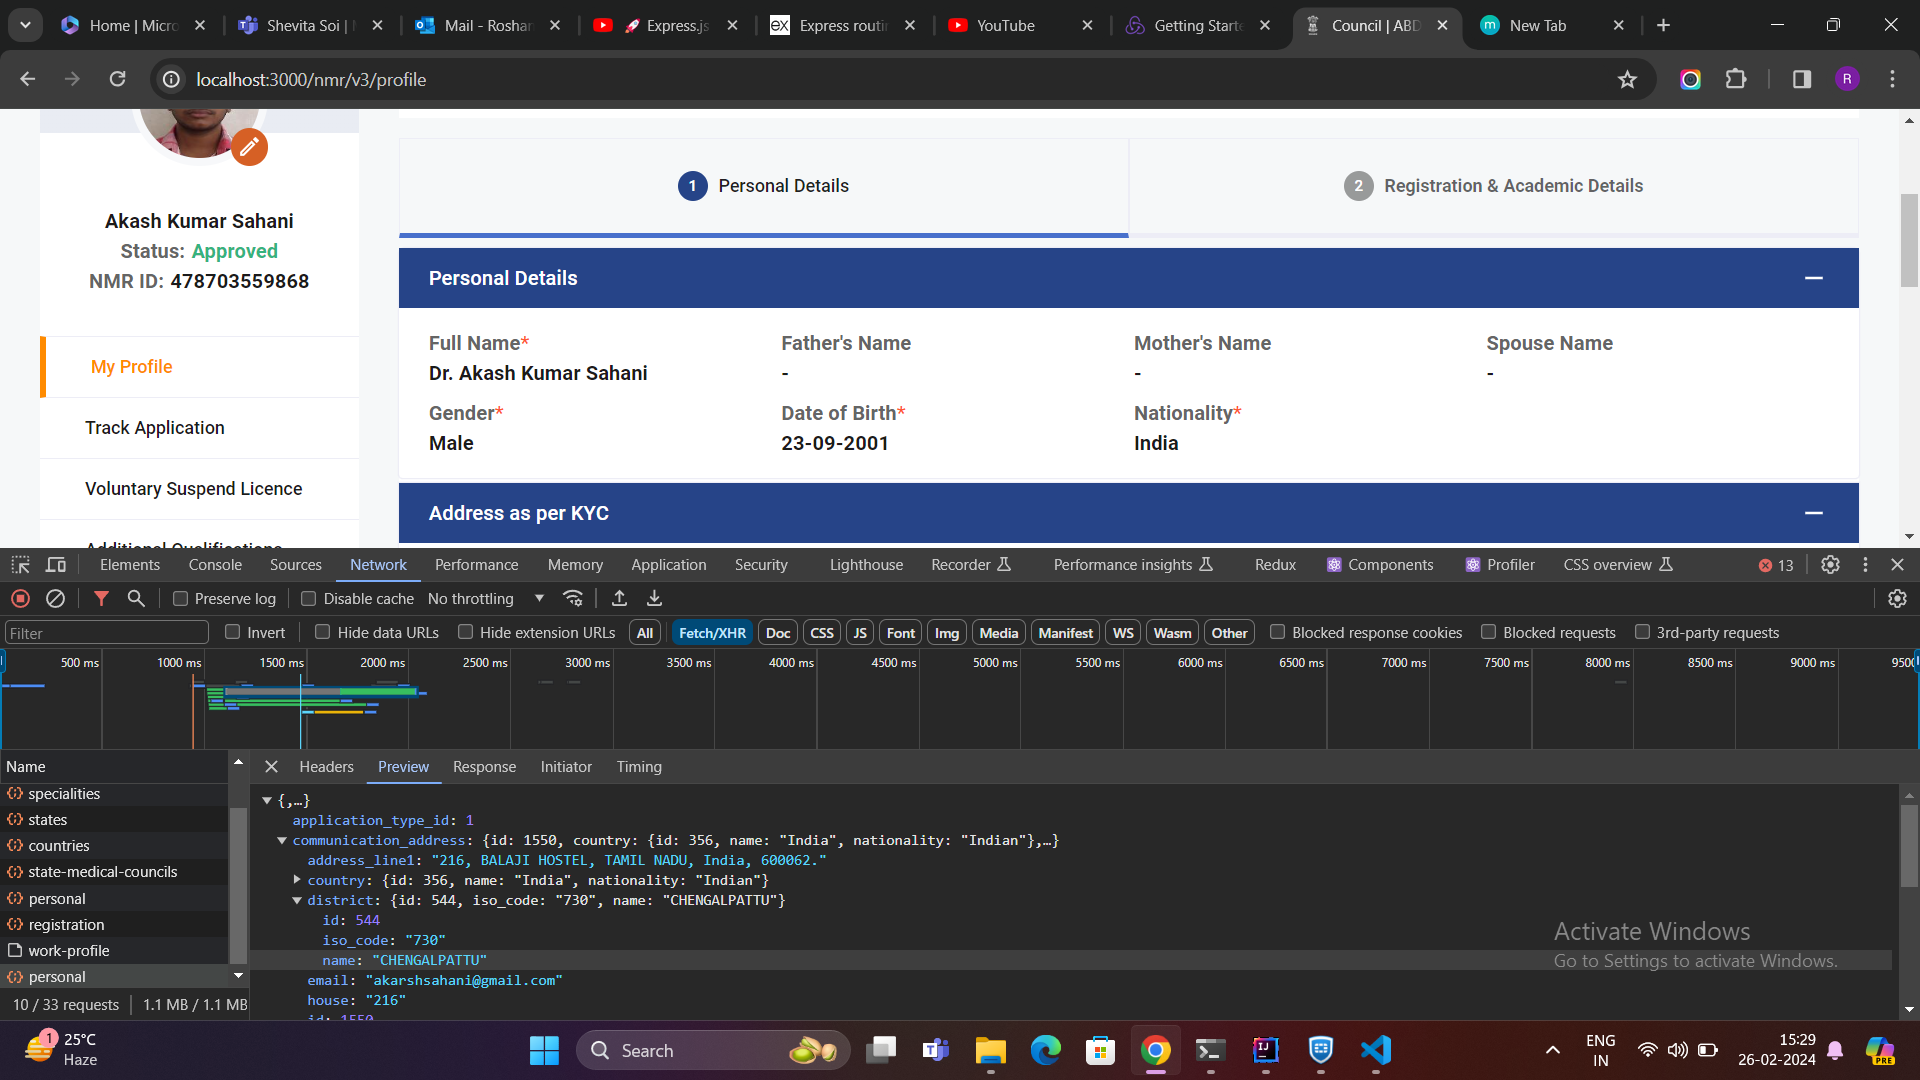 Home | Micro
Shevita Soi |
Mail - Roshan
Express.js
ex
Express routi
YouTube
Getting Starte
Council | ABD
m
New Tab
localhost:3000/nmr/v3/profile
R
1 Personal Details
2 Registration & Academic Details
Akash Kumar Sahani
Status: Approved
NMR ID: 478703559868
My Profile
Track Application
Voluntary Suspend Licence
Additional Qualifications
Personal Details
Full Name*
Father's Name
Mother's Name
Spouse Name
Dr. Akash Kumar Sahani
-
-
-
Gender*
Date of Birth*
Nationality*
Male
23-09-2001
India
Address as per KYC
Elements Console Sources Network Performance Memory Application Security Lighthouse Recorder Performance insights Redux Components Profiler CSS overview 13
Preserve log Disable cache No throttling
Filter Invert Hide data URLs Hide extension URLs All Fetch/XHR Doc CSS JS Font Img Media Manifest WS Wasm Other Blocked response cookies Blocked requests 3rd-party requests
500 ms 1000 ms 1500 ms 2000 ms 2500 ms 3000 ms 3500 ms 4000 ms 4500 ms 5000 ms 5500 ms 6000 ms 6500 ms 7000 ms 7500 ms 8000 ms 8500 ms 9000 ms 9500
Name
specialities
states
countries
state-medical-councils
personal
registration
work-profile
personal
10 / 33 requests 1.1 MB / 1.1 MB
Headers Preview Response Initiator Timing
{,…}
application_type_id: 1
communication_address: {id: 1550, country: {id: 356, name: "India", nationality: "Indian"},…}
address_line1: "216, BALAJI HOSTEL, TAMIL NADU, India, 600062."
country: {id: 356, name: "India", nationality: "Indian"}
district: {id: 544, iso_code: "730", name: "CHENGALPATTU"}
id: 544
iso_code: "730"
name: "CHENGALPATTU"
email: "akarshsahani@gmail.com"
house: "216"
id: 1550
Activate Windows
Go to Settings to activate Windows.
1
25°C
Haze
Search
ENG
IN
15:29
26-02-2024
PRE